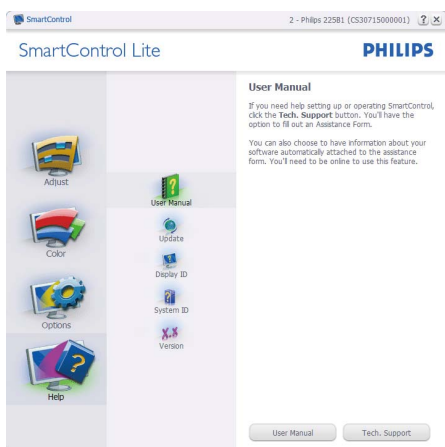 SmartControl
2 - Philips 225B1 (CS30715000001)
SmartControl Lite
PHILIPS
Adjust
Color
Options
Help
User Manual
Update
Display ID
System ID
X.X
Version
User Manual
If you need help setting up or operating SmartControl,
click the Tech. Support button. You'll have the
option to fill out an Assistance Form.
You can also choose to have information about your
software automatically attached to the assistance
form. You'll need to be online to use this feature.
User Manual
Tech. Support